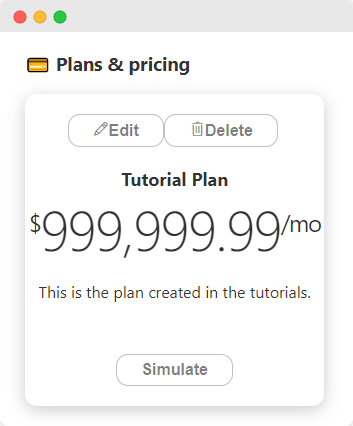 💳 Plans & pricing
Edit Delete
Tutorial Plan
$999,999.99/mo
This is the plan created in the tutorials.
Simulate